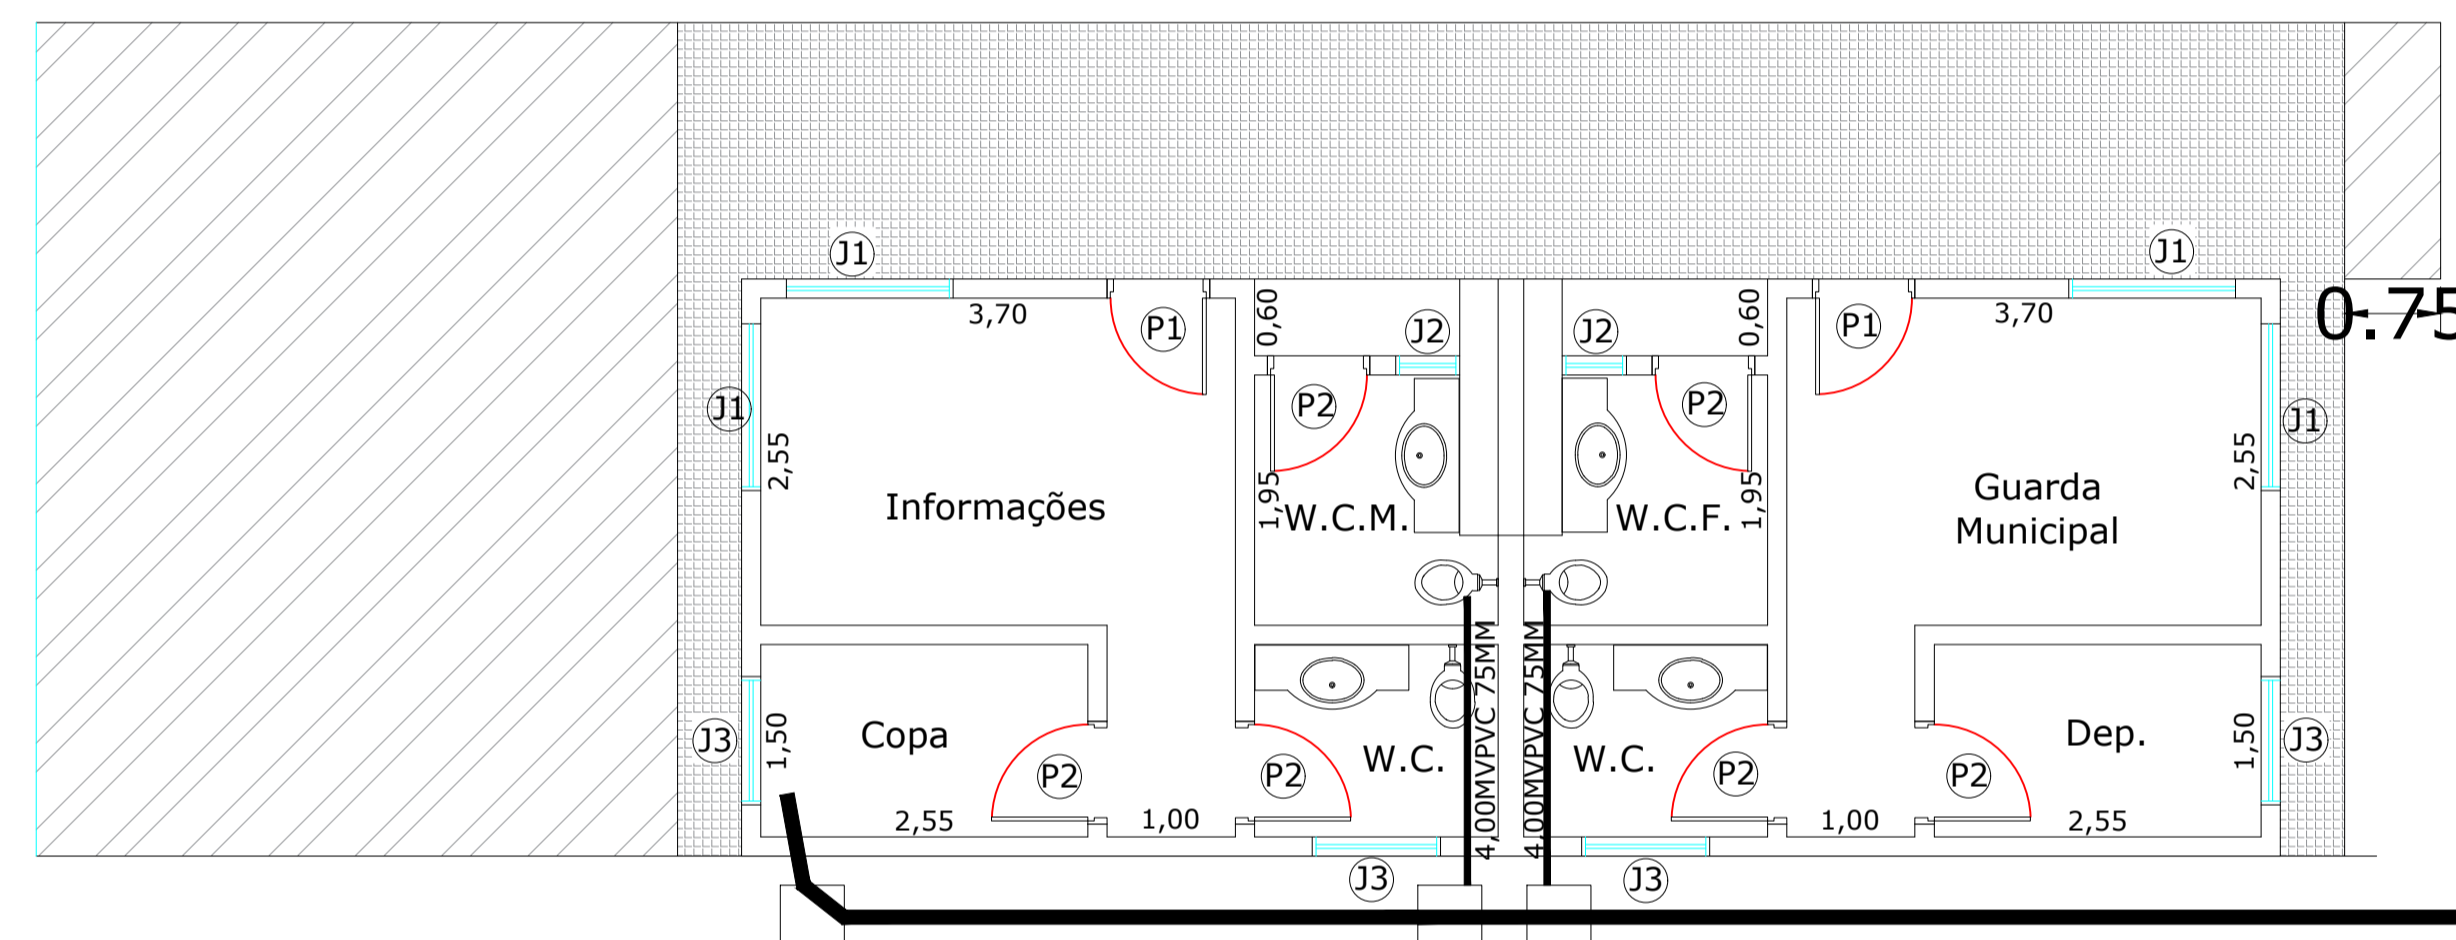 J1
J1
3,70
P1
0,60
J2
J2
0,60
P1
3,70
0.75
J1
P2
P2
J1
2,55
1,95
1,95
2,55
Informações
W.C.M.
W.C.F.
Guarda
Municipal
J3
1,50
Copa
P2
P2
W.C.
4,00MVPVC 75MM
4,00MVPVC 75MM
W.C.
P2
P2
Dep.
1,50
J3
2,55
1,00
1,00
2,55
J3
J3